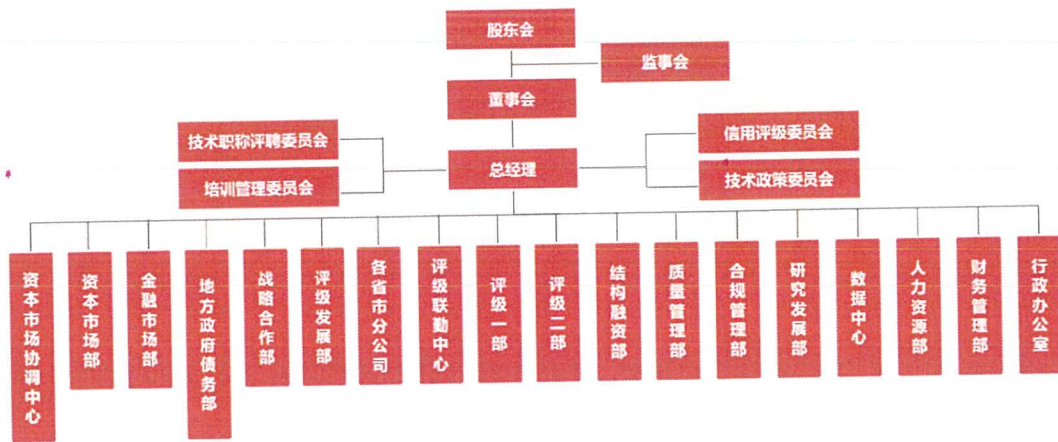 股东会
监事会
董事会
技术职称评聘委员会
信用评级委员会
总经理
培训管理委员会
技术政策委员会
资本市场协调中心
资本市场部
金融市场部
地方政府债务部
战略合作部
评级发展部
各省市分公司
评级联勤中心
评级一部
评级二部
结构融资部
质量管理部
合规管理部
研究发展部
数据中心
人力资源部
财务管理部
行政办公室